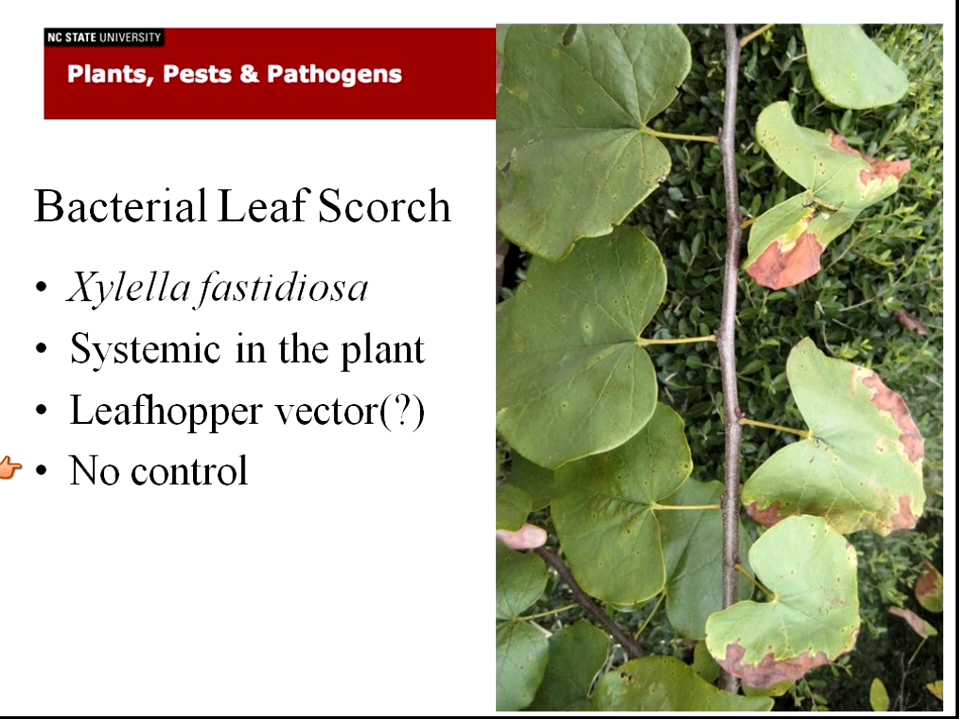 NC STATE UNIVERSITY
Plants, Pests & Pathogens
Bacterial Leaf Scorch
• Xylella fastidiosa
• Systemic in the plant
• Leafhopper vector(?)
• No control